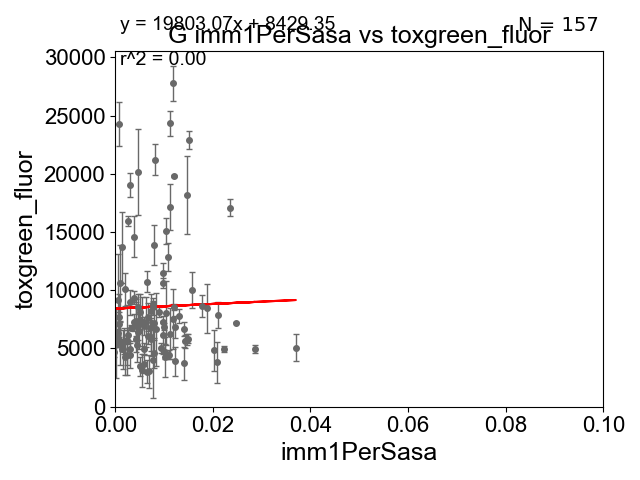 y = 19803.07x + 8429.35
N = 157
G imm1PerSasa vs toxgreen_fluor
r^2 = 0.00
30000
25000
20000
15000
10000
5000
0
toxgreen_fluor
0.00 0.02 0.04 0.06 0.08 0.10
imm1PerSasa